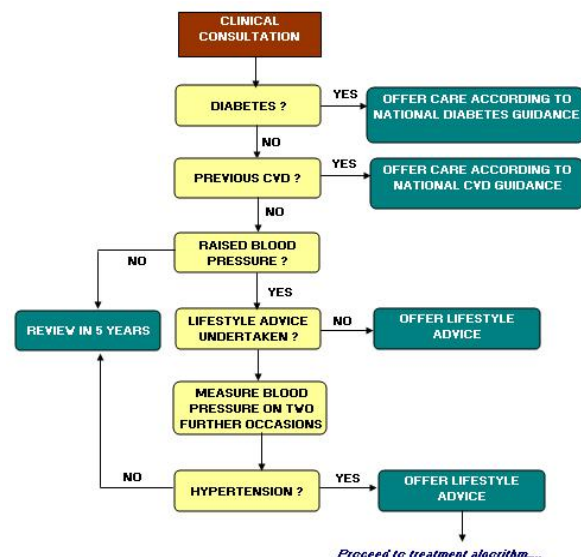 CLINICAL
CONSULTATION
DIABETES ?
YES
OFFER CARE ACCORDING TO
NATIONAL DIABETES GUIDANCE
NO
PREVIOUS CVD ?
YES
OFFER CARE ACCORDING TO
NATIONAL CVD GUIDANCE
NO
RAISED BLOOD
PRESSURE ?
NO
YES
REVIEW IN 5 YEARS
LIFESTYLE ADVICE
UNDERTAKEN ?
NO
OFFER LIFESTYLE
ADVICE
MEASURE BLOOD
PRESSURE ON TWO
FURTHER OCCASIONS
NO
HYPERTENSION ?
YES
OFFER LIFESTYLE
ADVICE
Proceed to treatment algorithm....